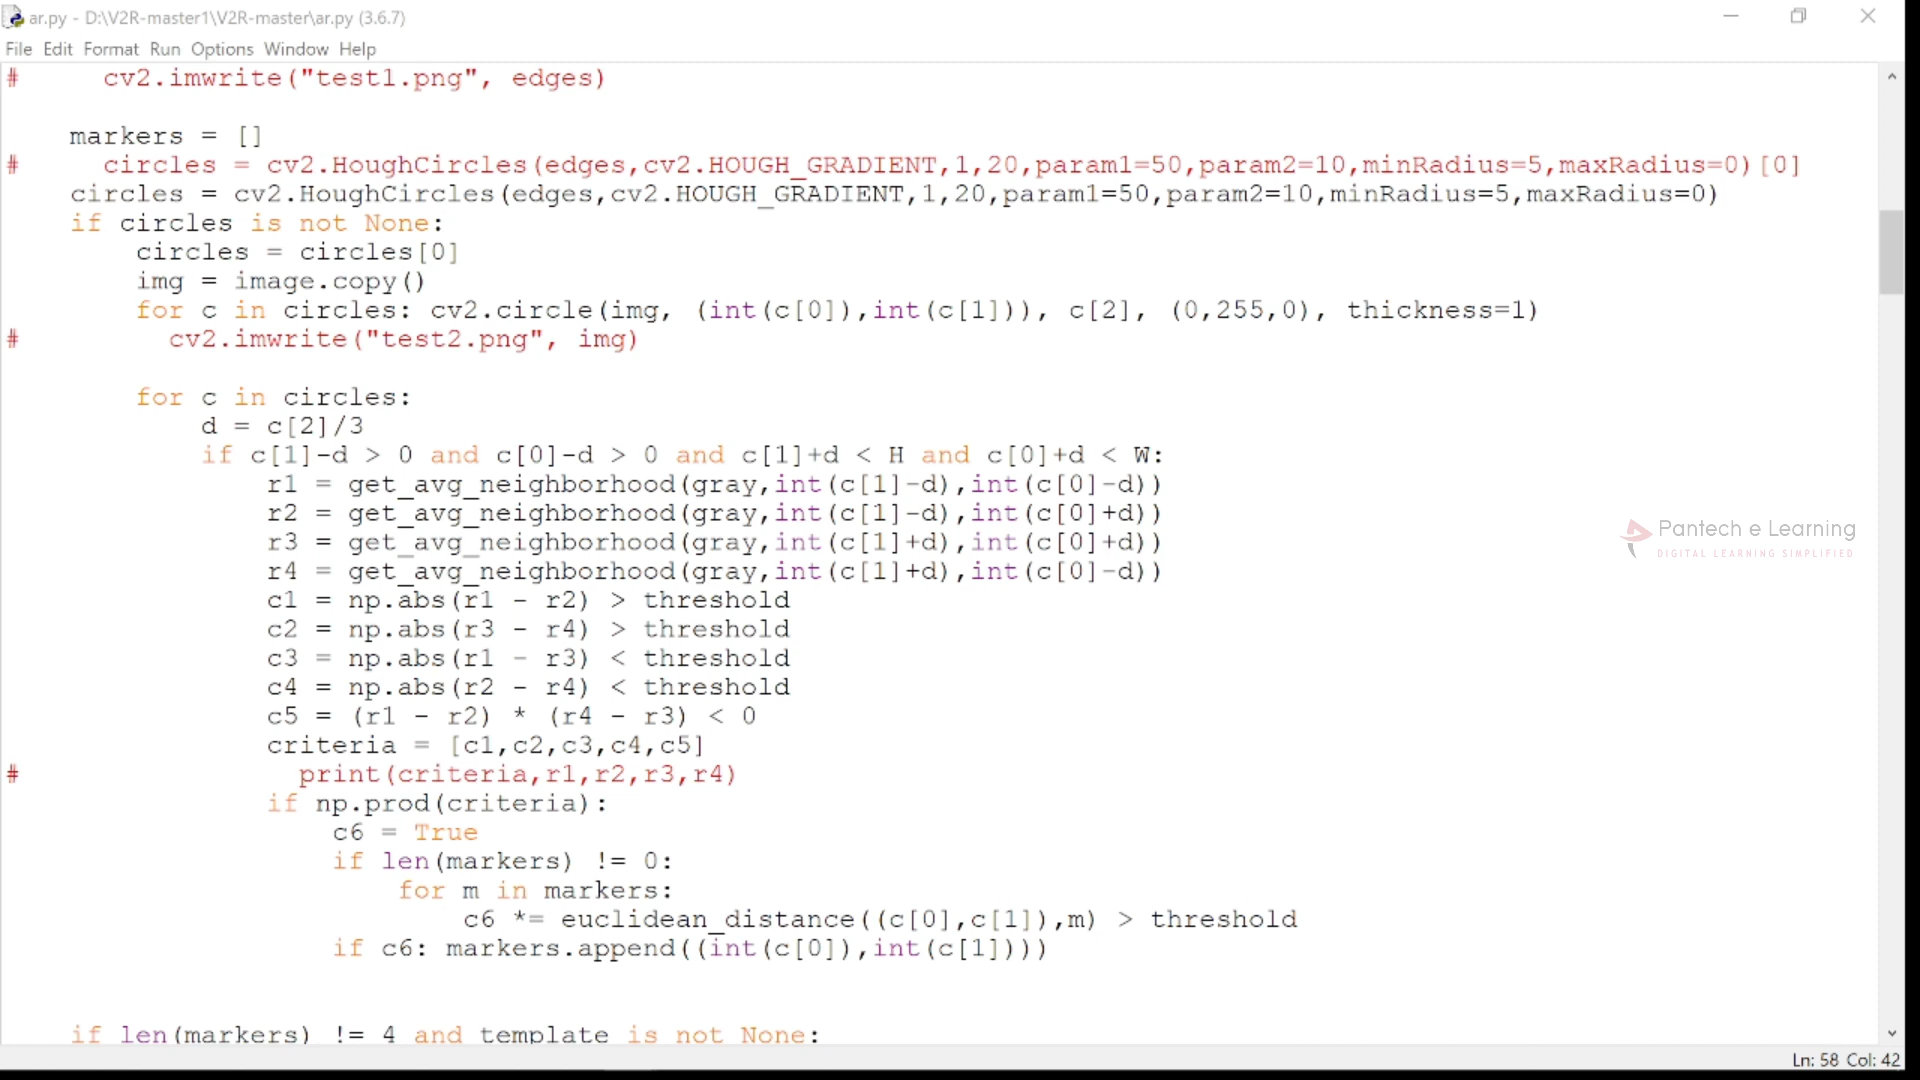 ar.py - D:\V2R-master1\V2R-master\ar.py (3.6.7)
File Edit Format Run Options Window Help
#     cv2.imwrite("test1.png", edges)
    markers = []
#     circles = cv2.HoughCircles(edges,cv2.HOUGH_GRADIENT,1,20,param1=50,param2=10,minRadius=5,maxRadius=0)[0]
    circles = cv2.HoughCircles(edges,cv2.HOUGH_GRADIENT,1,20,param1=50,param2=10,minRadius=5,maxRadius=0)
    if circles is not None:
        circles = circles[0]
        img = image.copy()
        for c in circles: cv2.circle(img, (int(c[0]),int(c[1])), c[2], (0,255,0), thickness=1)
#         cv2.imwrite("test2.png", img)
        for c in circles:
            d = c[2]/3
            if c[1]-d > 0 and c[0]-d > 0 and c[1]+d < H and c[0]+d < W:
                r1 = get_avg_neighborhood(gray,int(c[1]-d),int(c[0]-d))
                r2 = get_avg_neighborhood(gray,int(c[1]-d),int(c[0]+d))
                r3 = get_avg_neighborhood(gray,int(c[1]+d),int(c[0]+d))
                r4 = get_avg_neighborhood(gray,int(c[1]+d),int(c[0]-d))
                c1 = np.abs(r1 - r2) > threshold
                c2 = np.abs(r3 - r4) > threshold
                c3 = np.abs(r1 - r3) < threshold
                c4 = np.abs(r2 - r4) < threshold
                c5 = (r1 - r2) * (r4 - r3) < 0
                criteria = [c1,c2,c3,c4,c5]
#                 print(criteria,r1,r2,r3,r4)
                if np.prod(criteria):
                    c6 = True
                    if len(markers) != 0:
                        for m in markers:
                            c6 *= euclidean_distance((c[0],c[1]),m) > threshold
                    if c6: markers.append((int(c[0]),int(c[1])))
    if len(markers) != 4 and template is not None:
Pantech e Learning
DIGITAL LEARNING SIMPLIFIED
Ln: 58 Col: 42